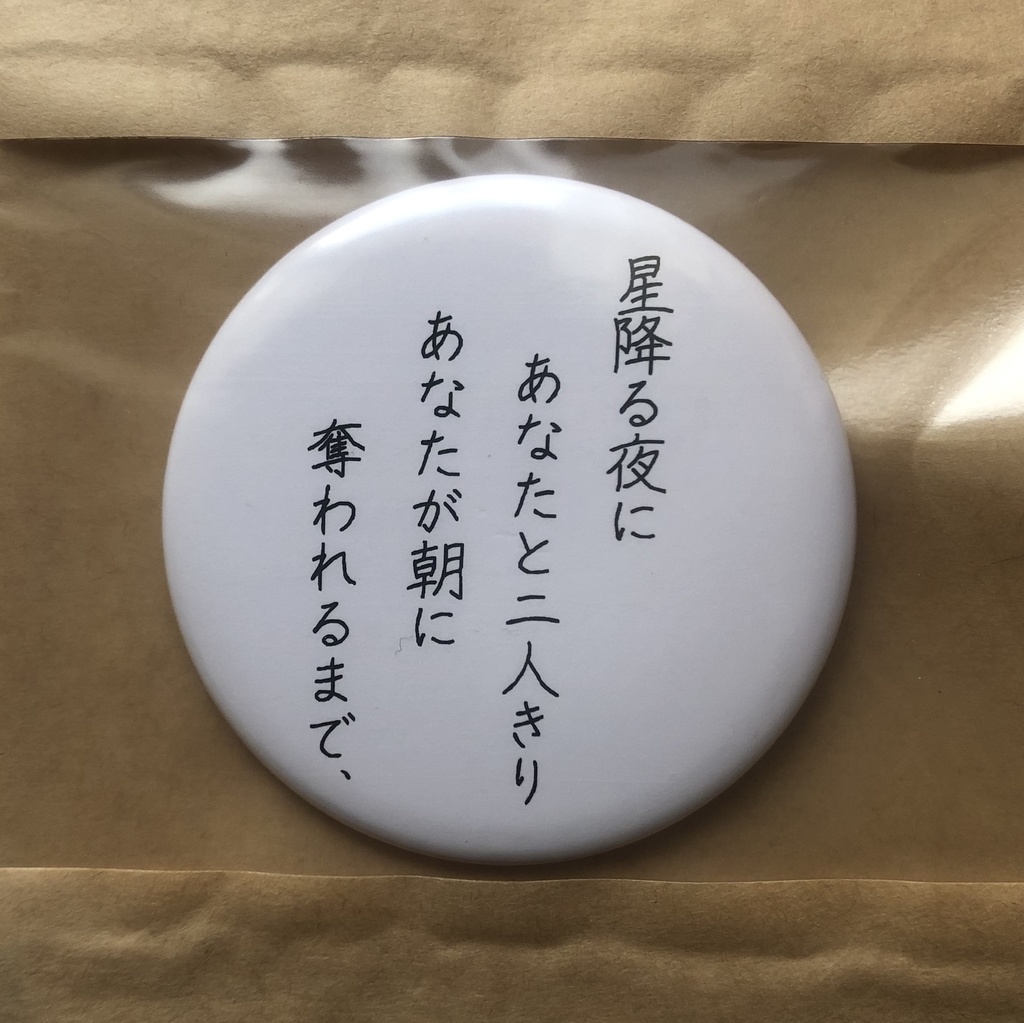 星降る夜に
あなたと二人きり
あなたが朝に
奪われるまで、